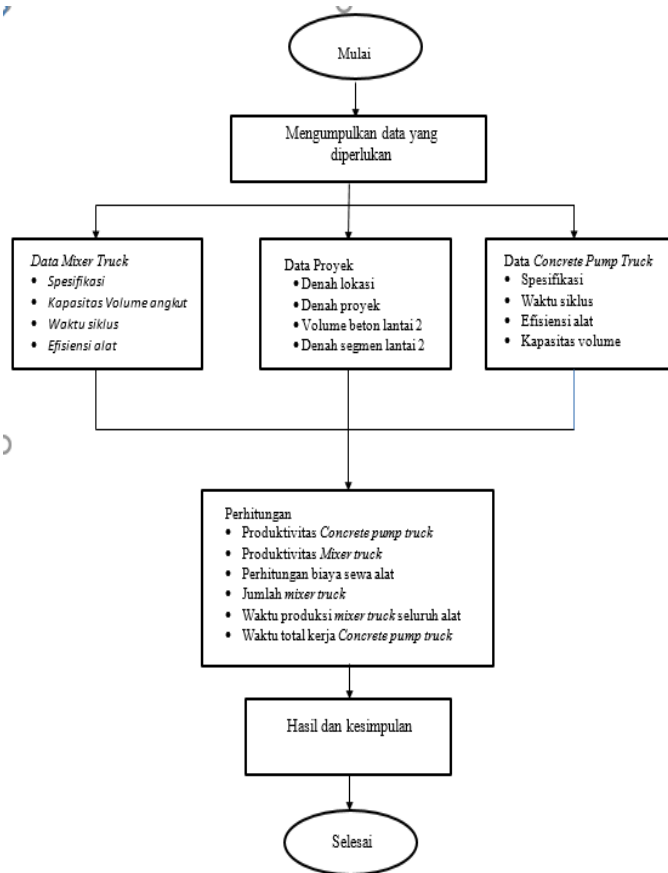 Mulai
Mengumpulkan data yang
diperlukan
Data Mixer Truck
• Spesifikasi
• Kapasitas Volume angkut
• Waktu siklus
• Efisiensi alat
Data Proyek
• Denah lokasi
• Denah proyek
• Volume beton lantai 2
• Denah segmen lantai 2
Data Concrete Pump Truck
• Spesifikasi
• Waktu siklus
• Efisiensi alat
• Kapasitas volume
Perhitungan
• Produktivitas Concrete pump truck
• Produktivitas Mixer truck
• Perhitungan biaya sewa alat
• Jumlah mixer truck
• Waktu produksi mixer truck seluruh alat
• Waktu total kerja Concrete pump truck
Hasil dan kesimpulan
Selesai